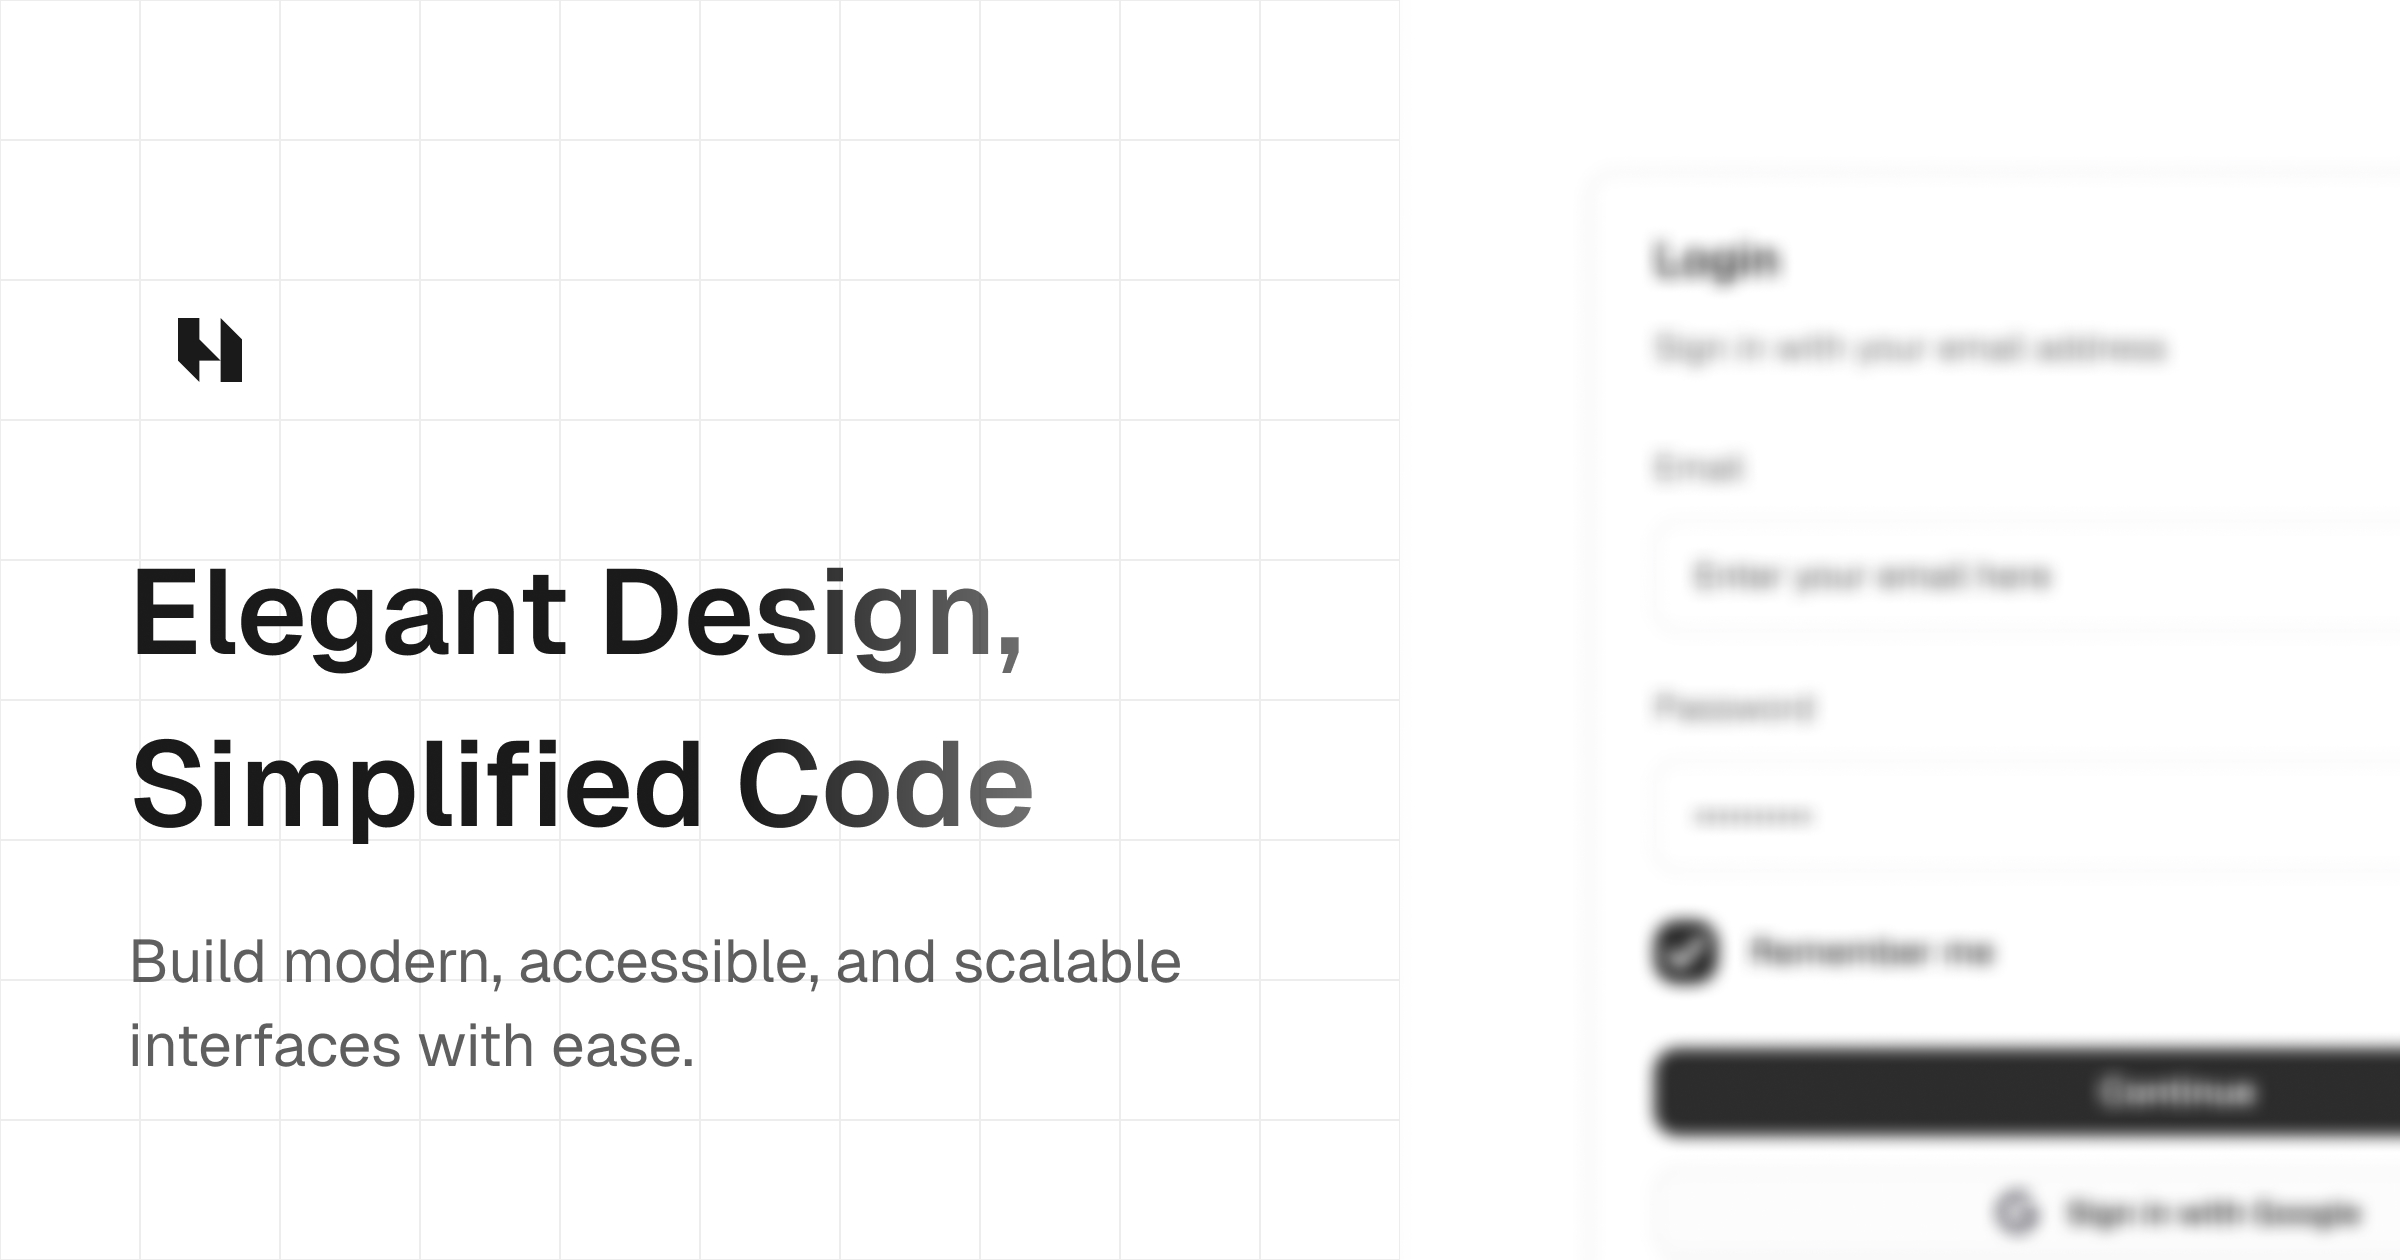 Elegant Design,
Simplified Code
Build modern, accessible, and scalable
interfaces with ease.
Login
Sign in with your email address
Email
Enter your email here
Password
Remember me
Continue
Sign in with Google